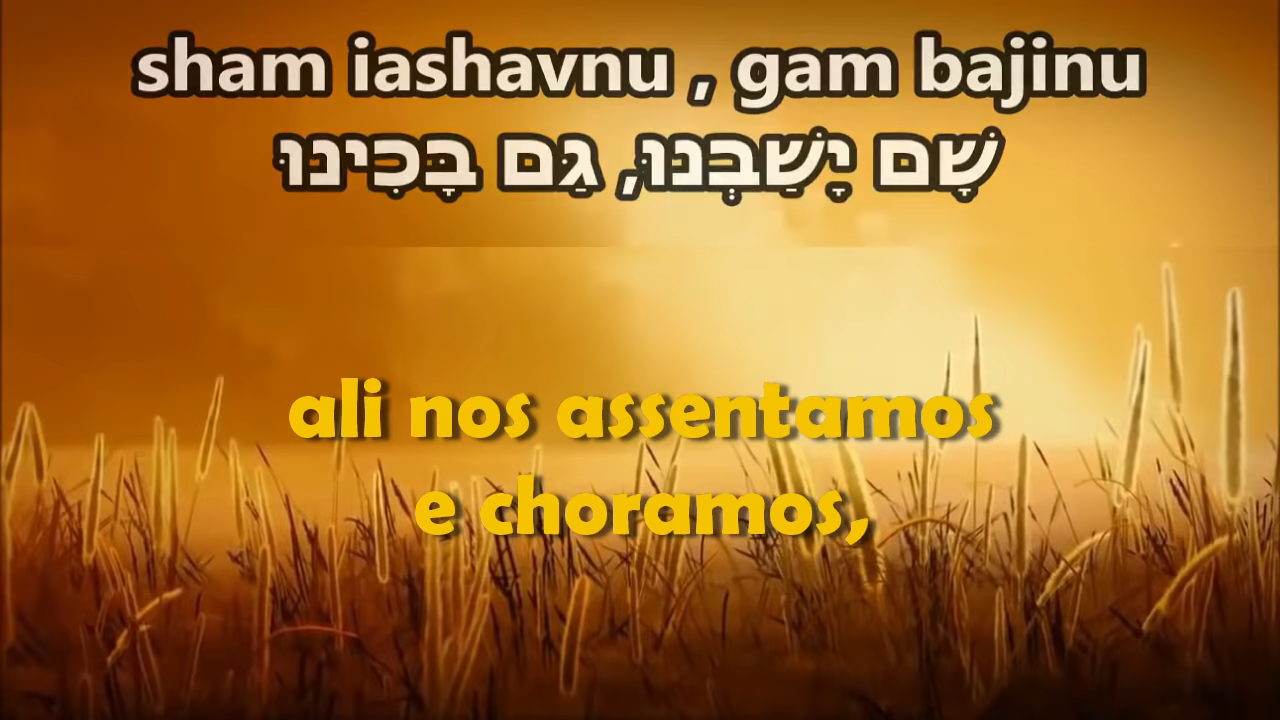 sham iashavnu , gam bajinu
שָׁם יָשַׁבְנוּ, גַּם בָּכִינוּ
ali nos assentamos
e choramos,